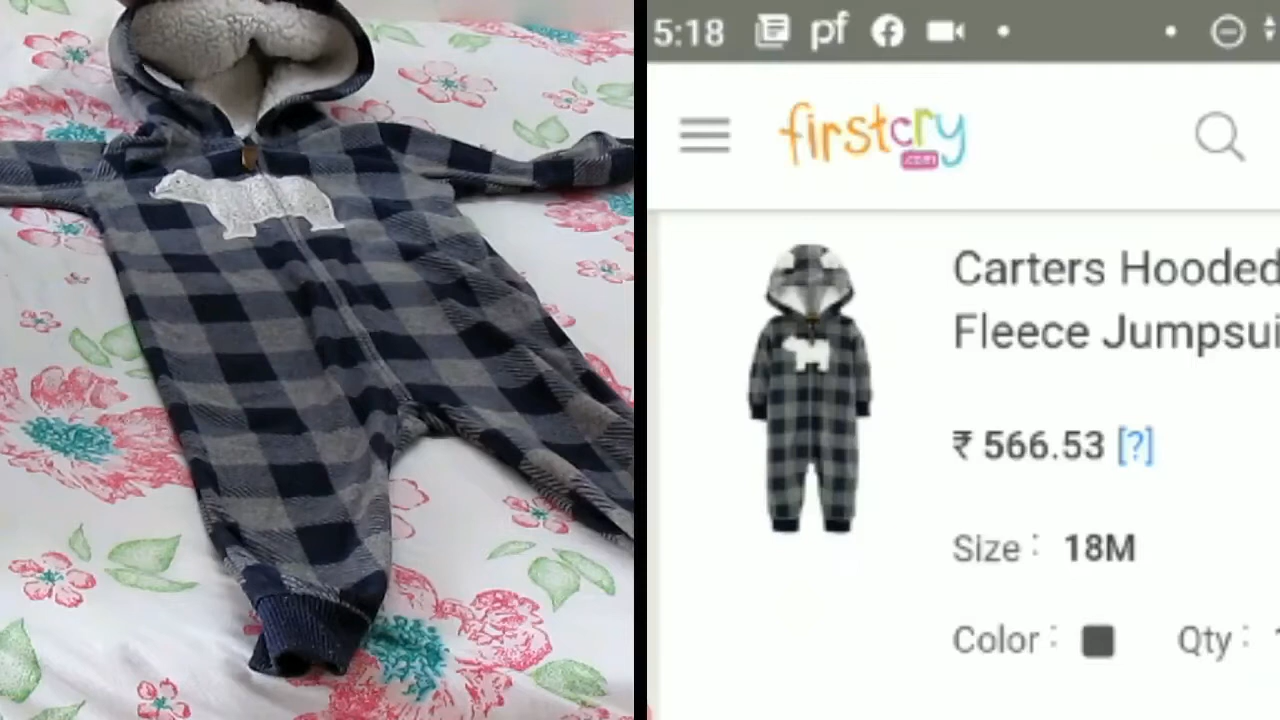 5:18 pf
firstcry
.com
Carters Hooded
Fleece Jumpsui
₹ 566.53 [?]
Size : 18M
Color : Qty :